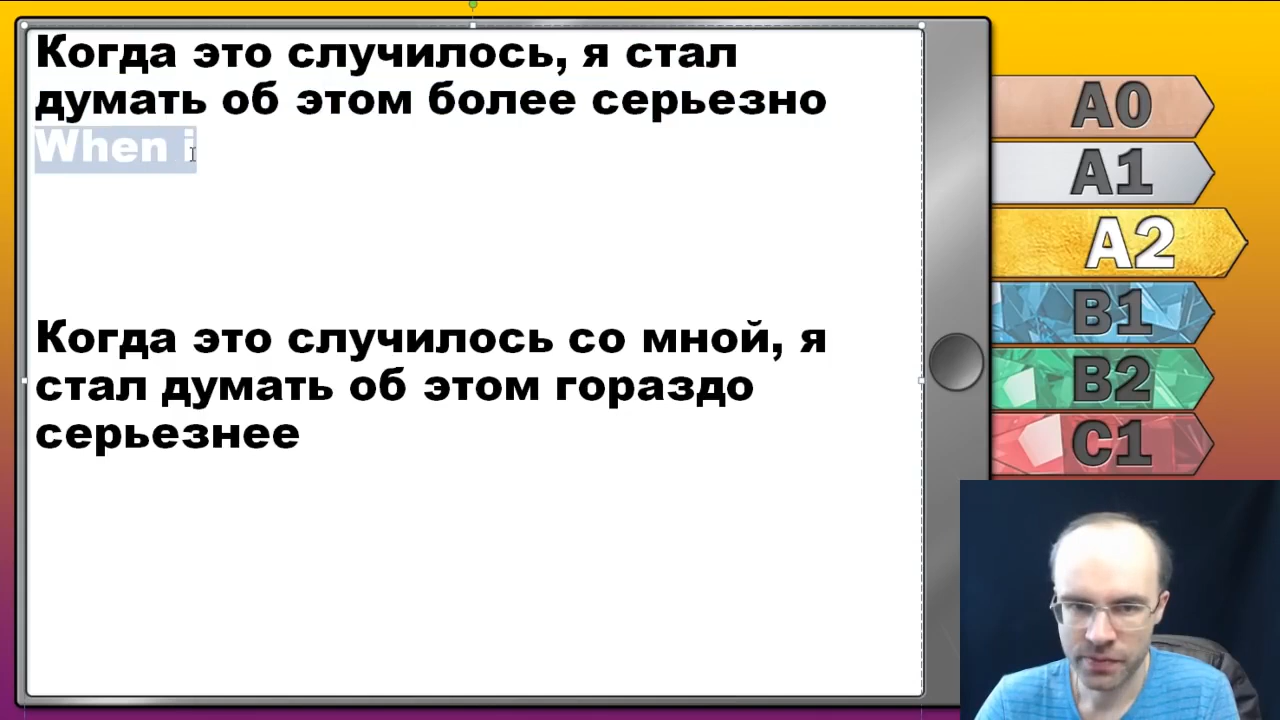 Когда это случилось, я стал
думать об этом более серьезно
When i
Когда это случилось со мной, я
стал думать об этом гораздо
серьезнее
A0
A1
A2
B1
B2
C1